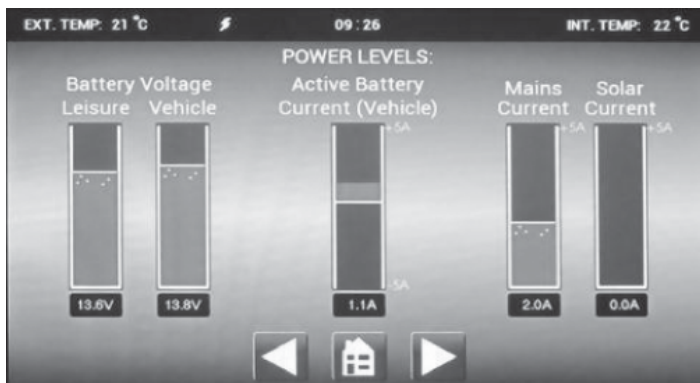 EXT. TEMP: 21 °C 09:26 INT. TEMP: 22 °C
POWER LEVELS:
Battery Voltage
Leisure Vehicle
Active Battery
Current (Vehicle)
Mains
Current
Solar
Current
+5A
-5A
+5A
+5A
13.6V 13.8V 1.1A 2.0A 0.0A